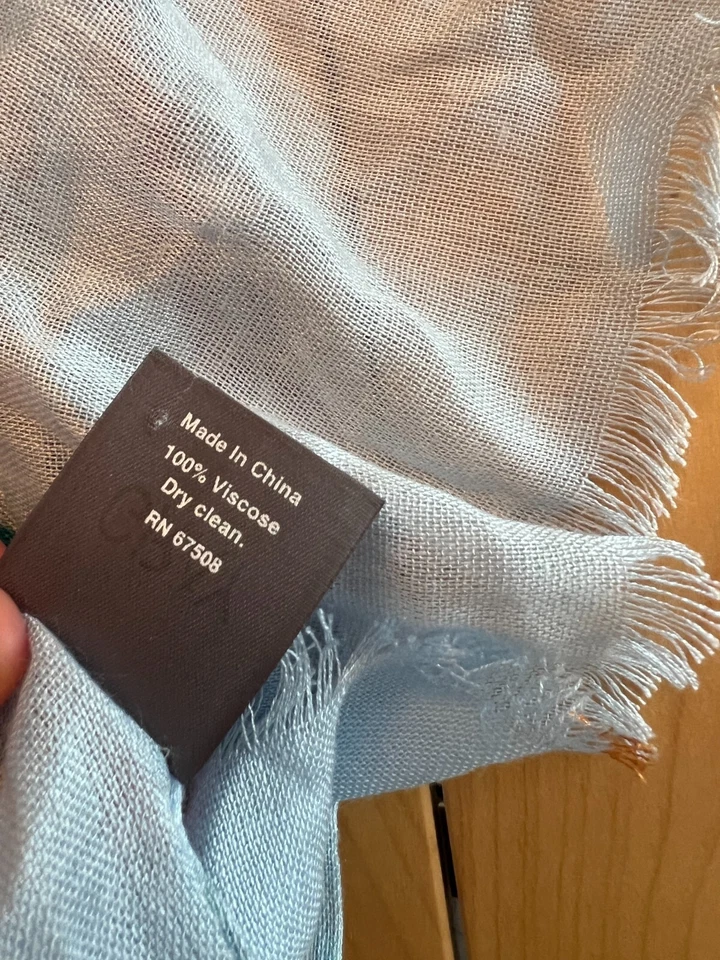 Made In China
100% Viscose
Dry clean.
RN 67508